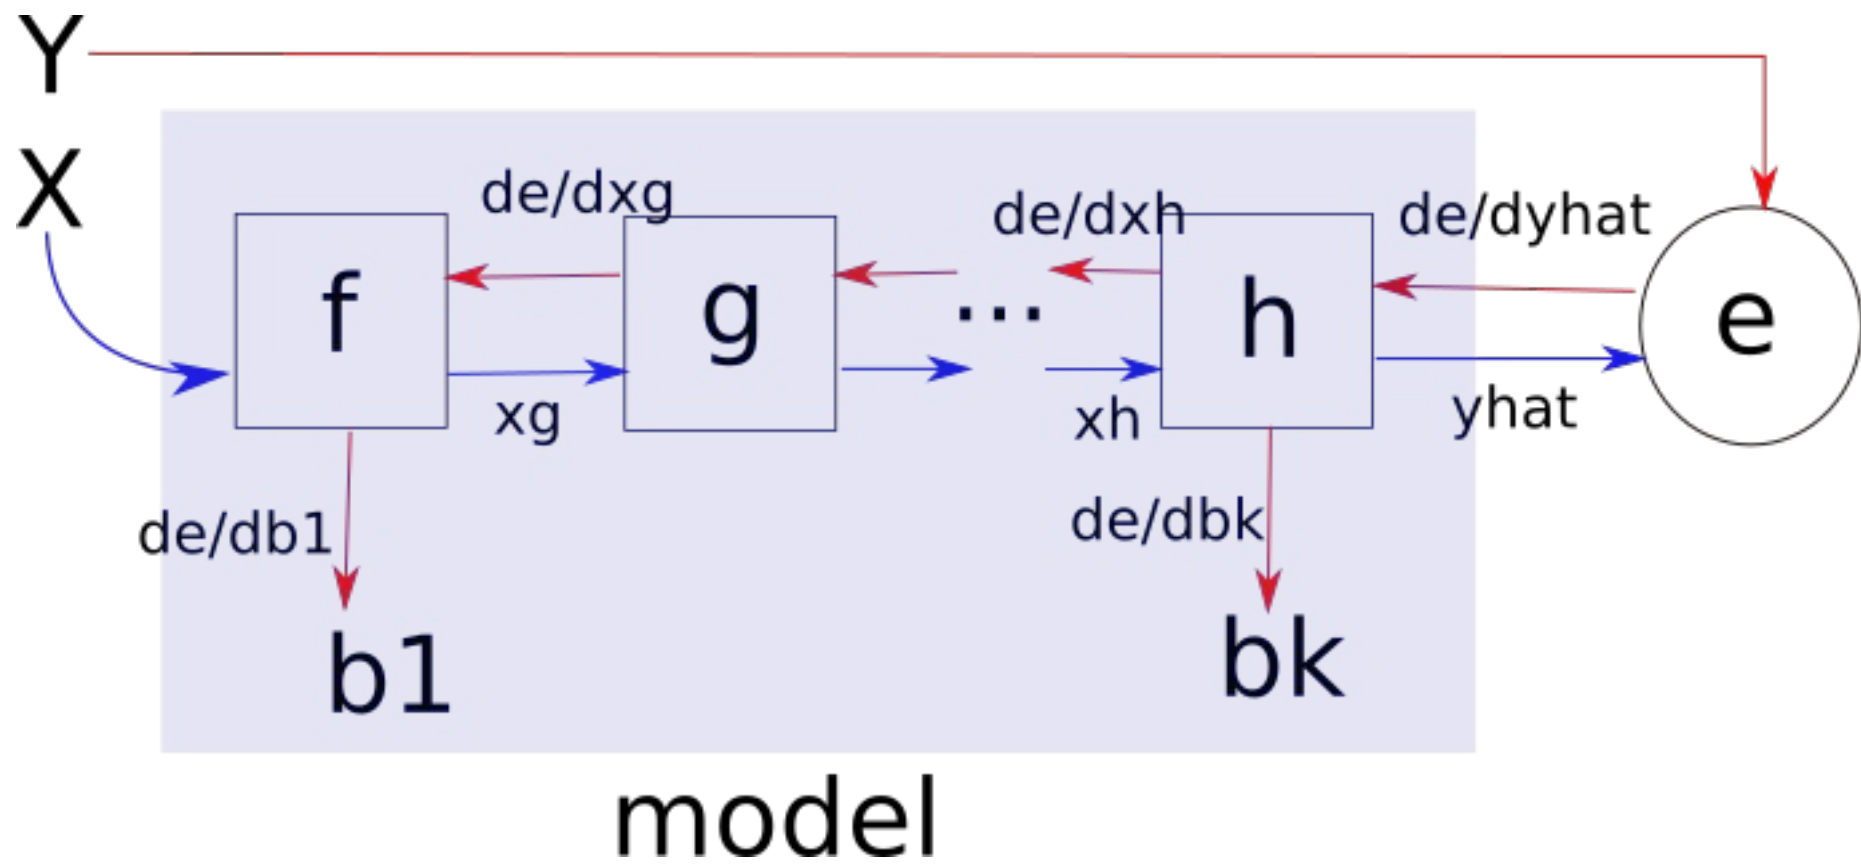 Y
X
de/dxg
de/dxh
de/dyhat
f
g
...
h
e
xg
xh
yhat
de/db1
de/dbk
b1
bk
model